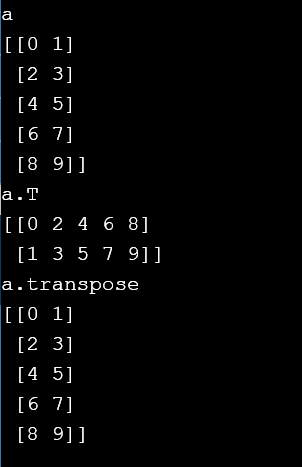 a
[[0 1]
 [2 3]
 [4 5]
 [6 7]
 [8 9]]
a.T
[[0 2 4 6 8]
 [1 3 5 7 9]]
a.transpose
[[0 1]
 [2 3]
 [4 5]
 [6 7]
 [8 9]]